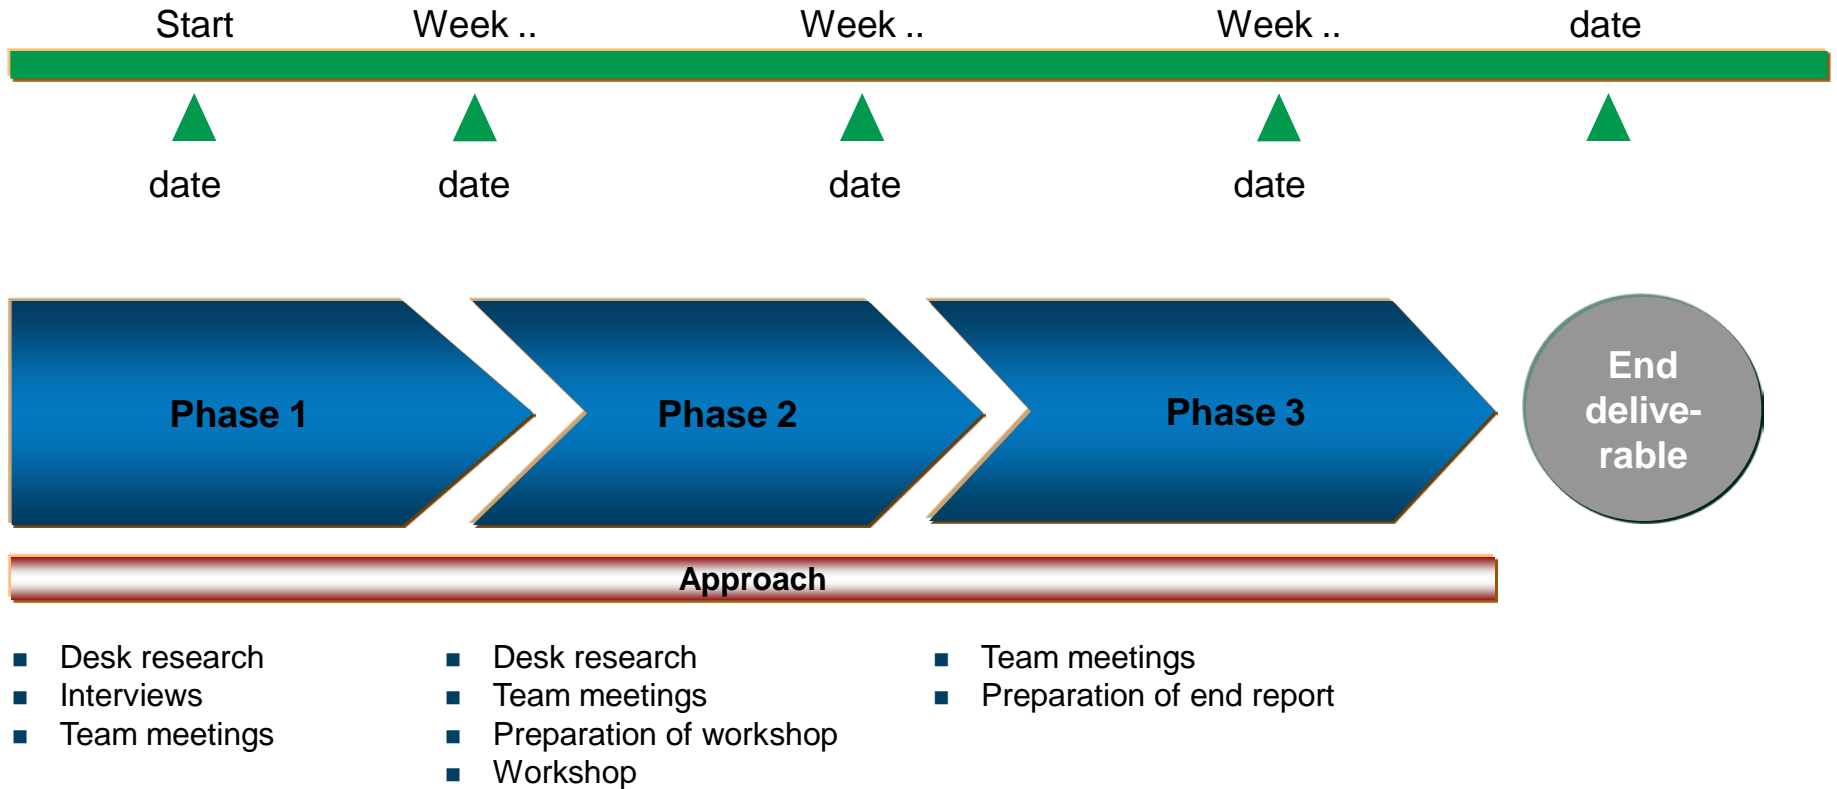 Start Week .. Week .. Week .. date
date date date date
Phase 1 Phase 2 Phase 3
End
delive-
rable
Approach
Desk research
Interviews
Team meetings
Desk research
Team meetings
Preparation of workshop
Workshop
Team meetings
Preparation of end report